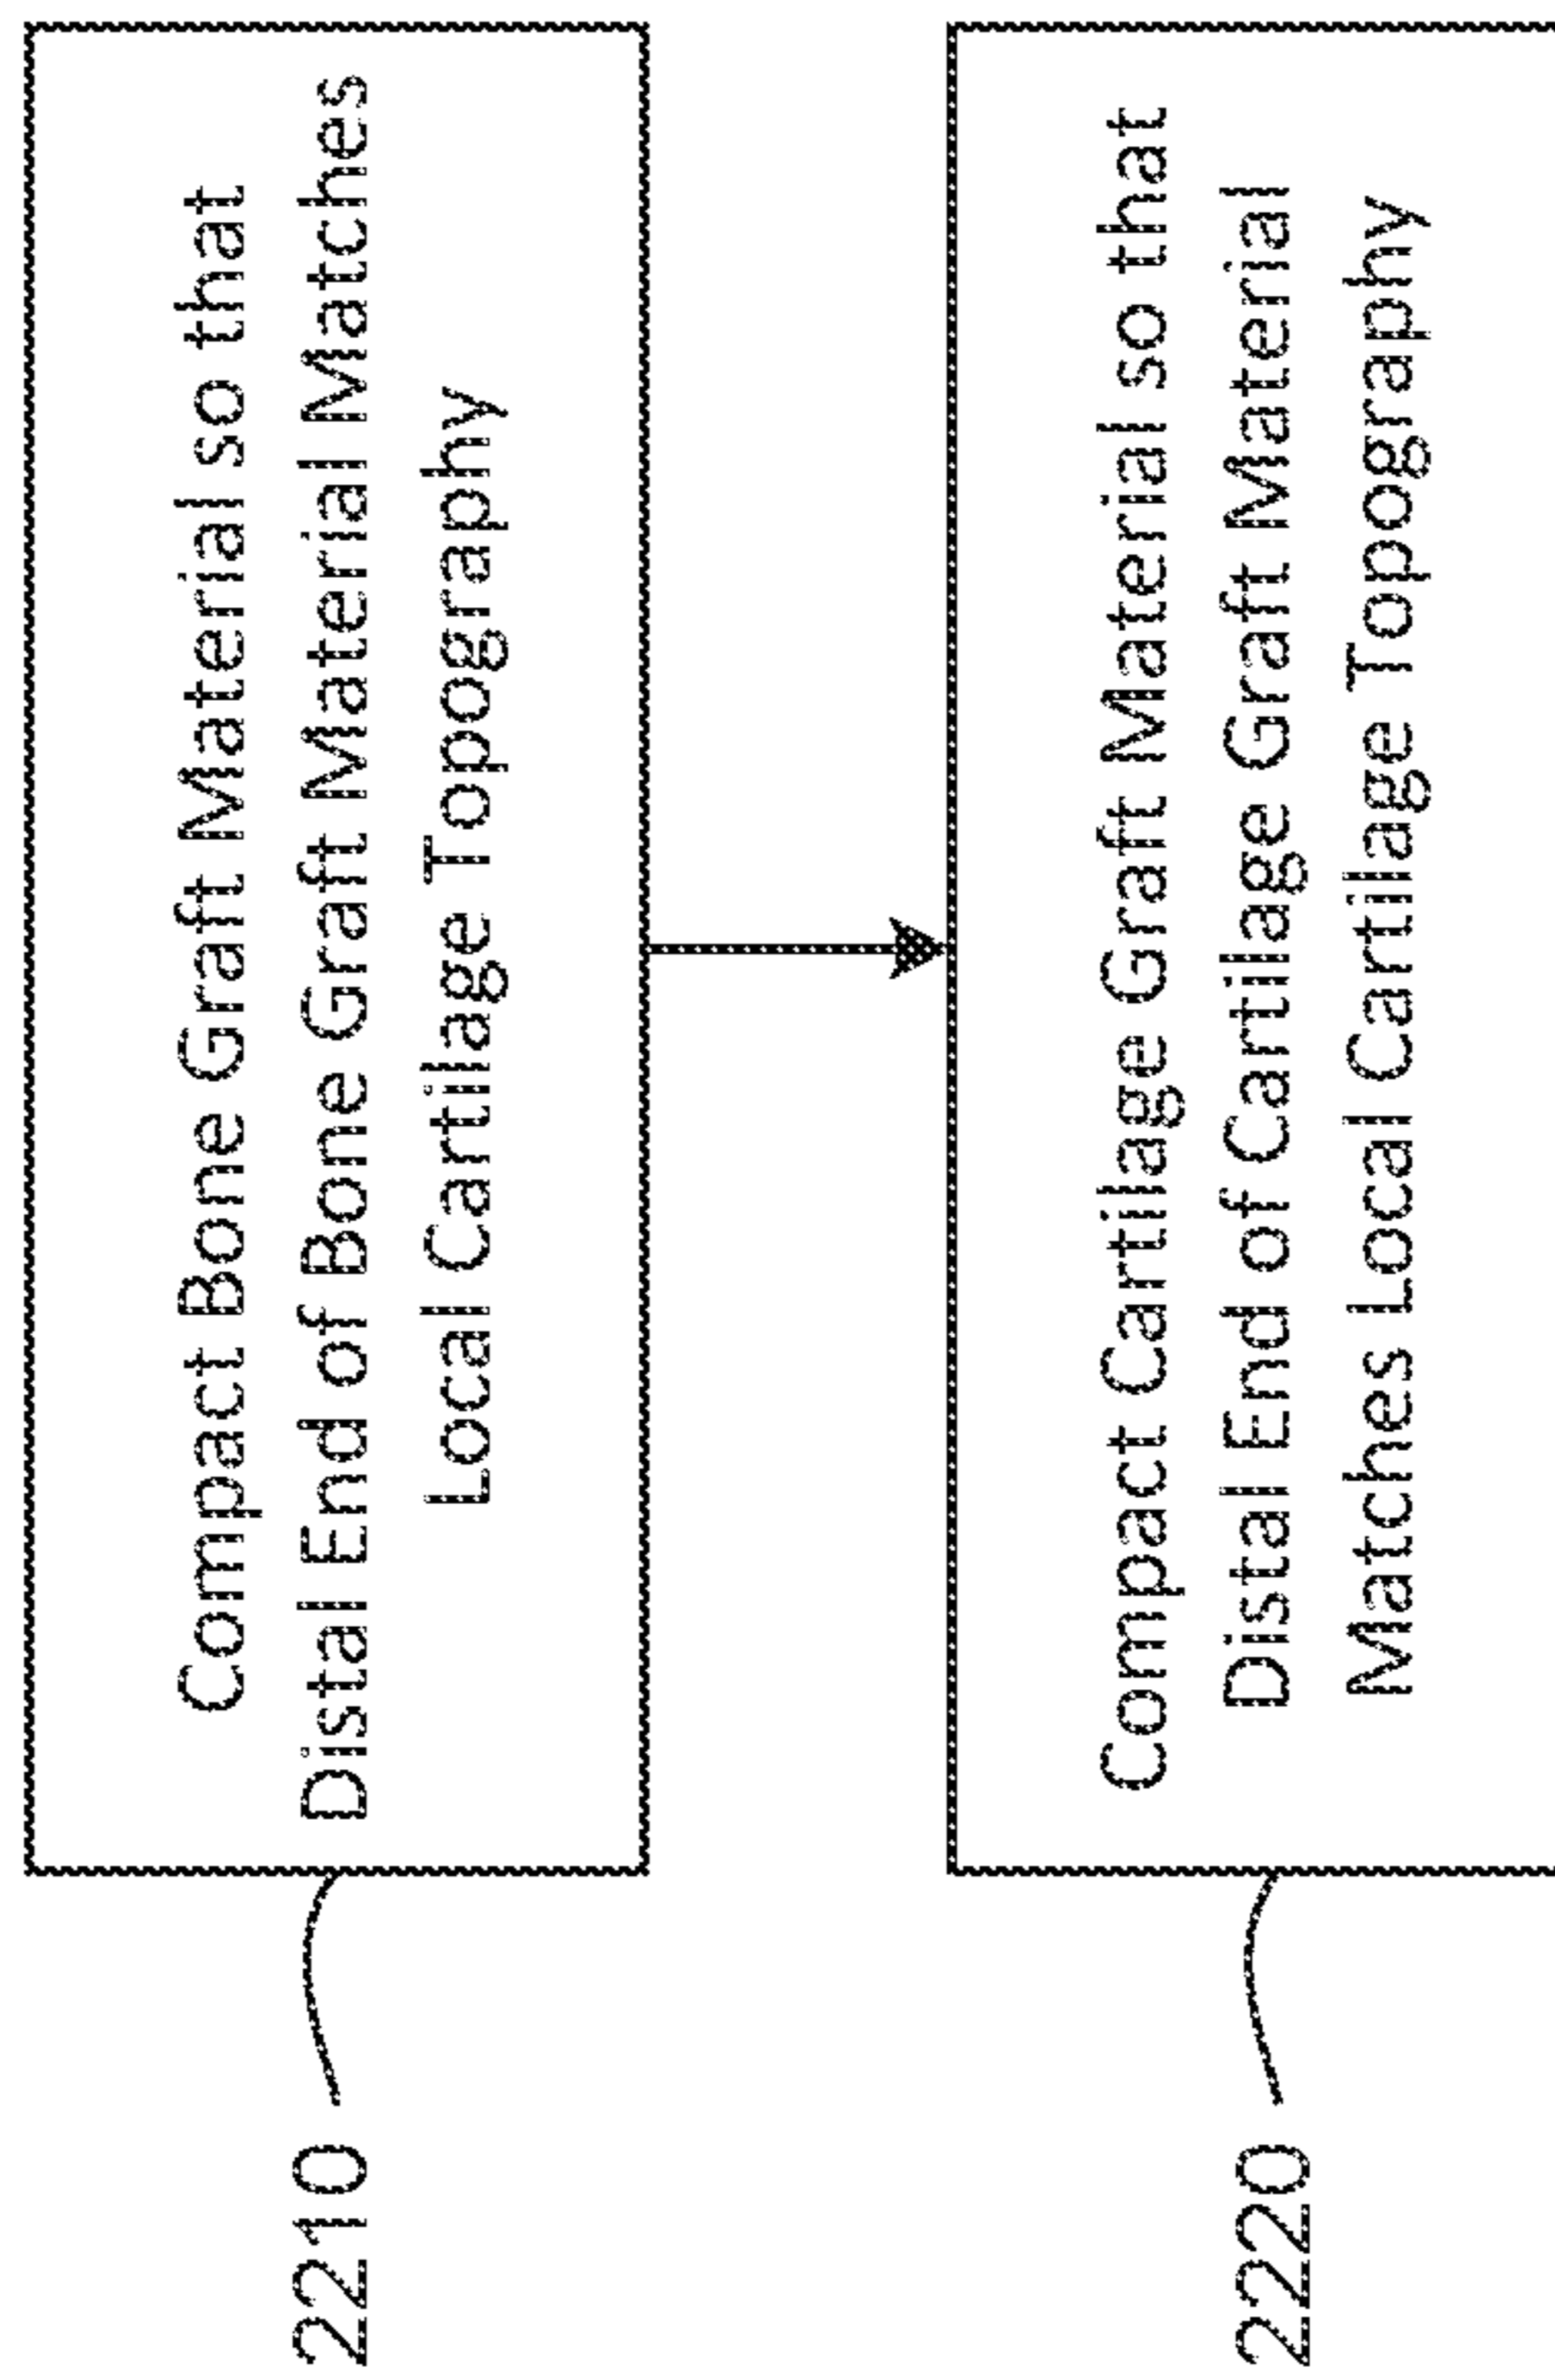 2210
Compact Bone Graft Material so that
Distal End of Bone Graft Material Matches
Local Cartilage Topography
2220
Compact Cartilage Graft Material so that
Distal End of Cartilage Graft Material
Matches Local Cartilage Topography